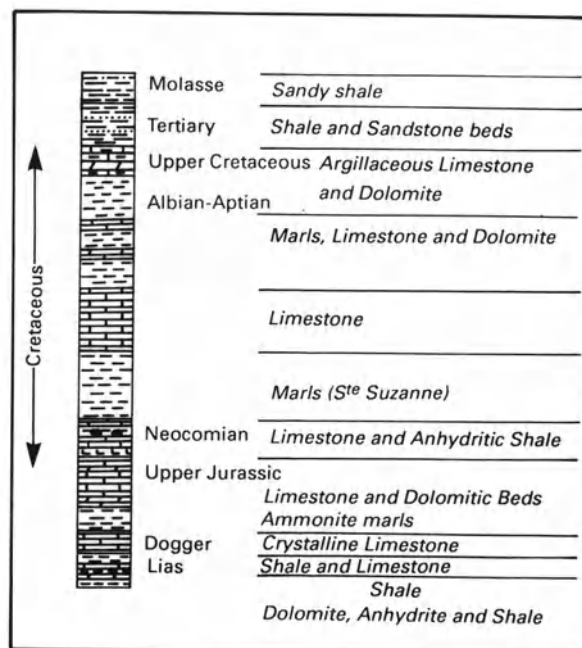 Molasse Sandy shale
Tertiary Shale and Sandstone beds
Upper Cretaceous Argillaceous Limestone
and Dolomite
Albian-Aptian
Marls, Limestone and Dolomite
Limestone
Cretaceous
Marls (Ste Suzanne)
Neocomian Limestone and Anhydritic Shale
Upper Jurassic
Limestone and Dolomitic Beds
Ammonite marls
Dogger Crystalline Limestone
Lias Shale and Limestone
Shale
Dolomite, Anhydrite and Shale